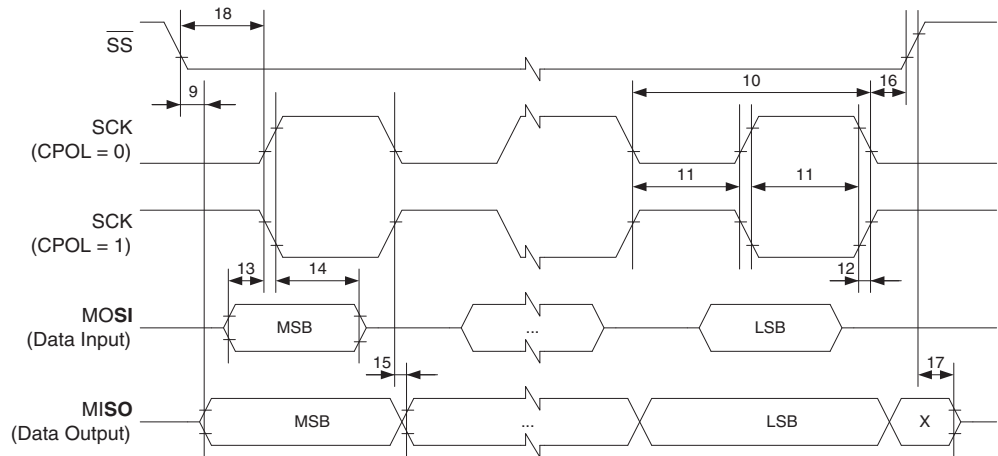 18
SS
10
16
9
SCK
(CPOL = 0)
11
11
SCK
(CPOL = 1)
13
14
12
MOSI
(Data Input)
MSB
...
LSB
15
17
MISO
(Data Output)
MSB
...
LSB
X